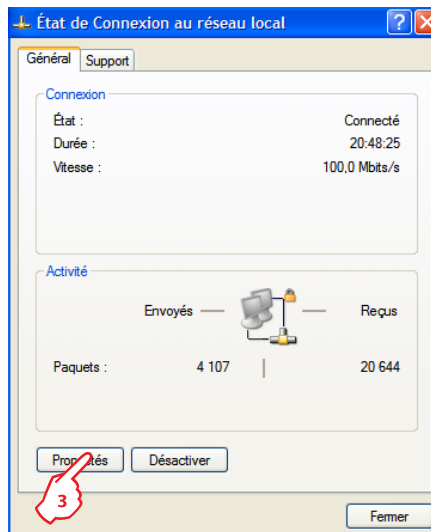 État de Connexion au réseau local
Général Support
Connexion
État : Connecté
Durée : 20:48:25
Vitesse : 100,0 Mbits/s
Activité
Envoyés Reçus
Paquets : 4 107 20 644
Désactiver
3
Fermer